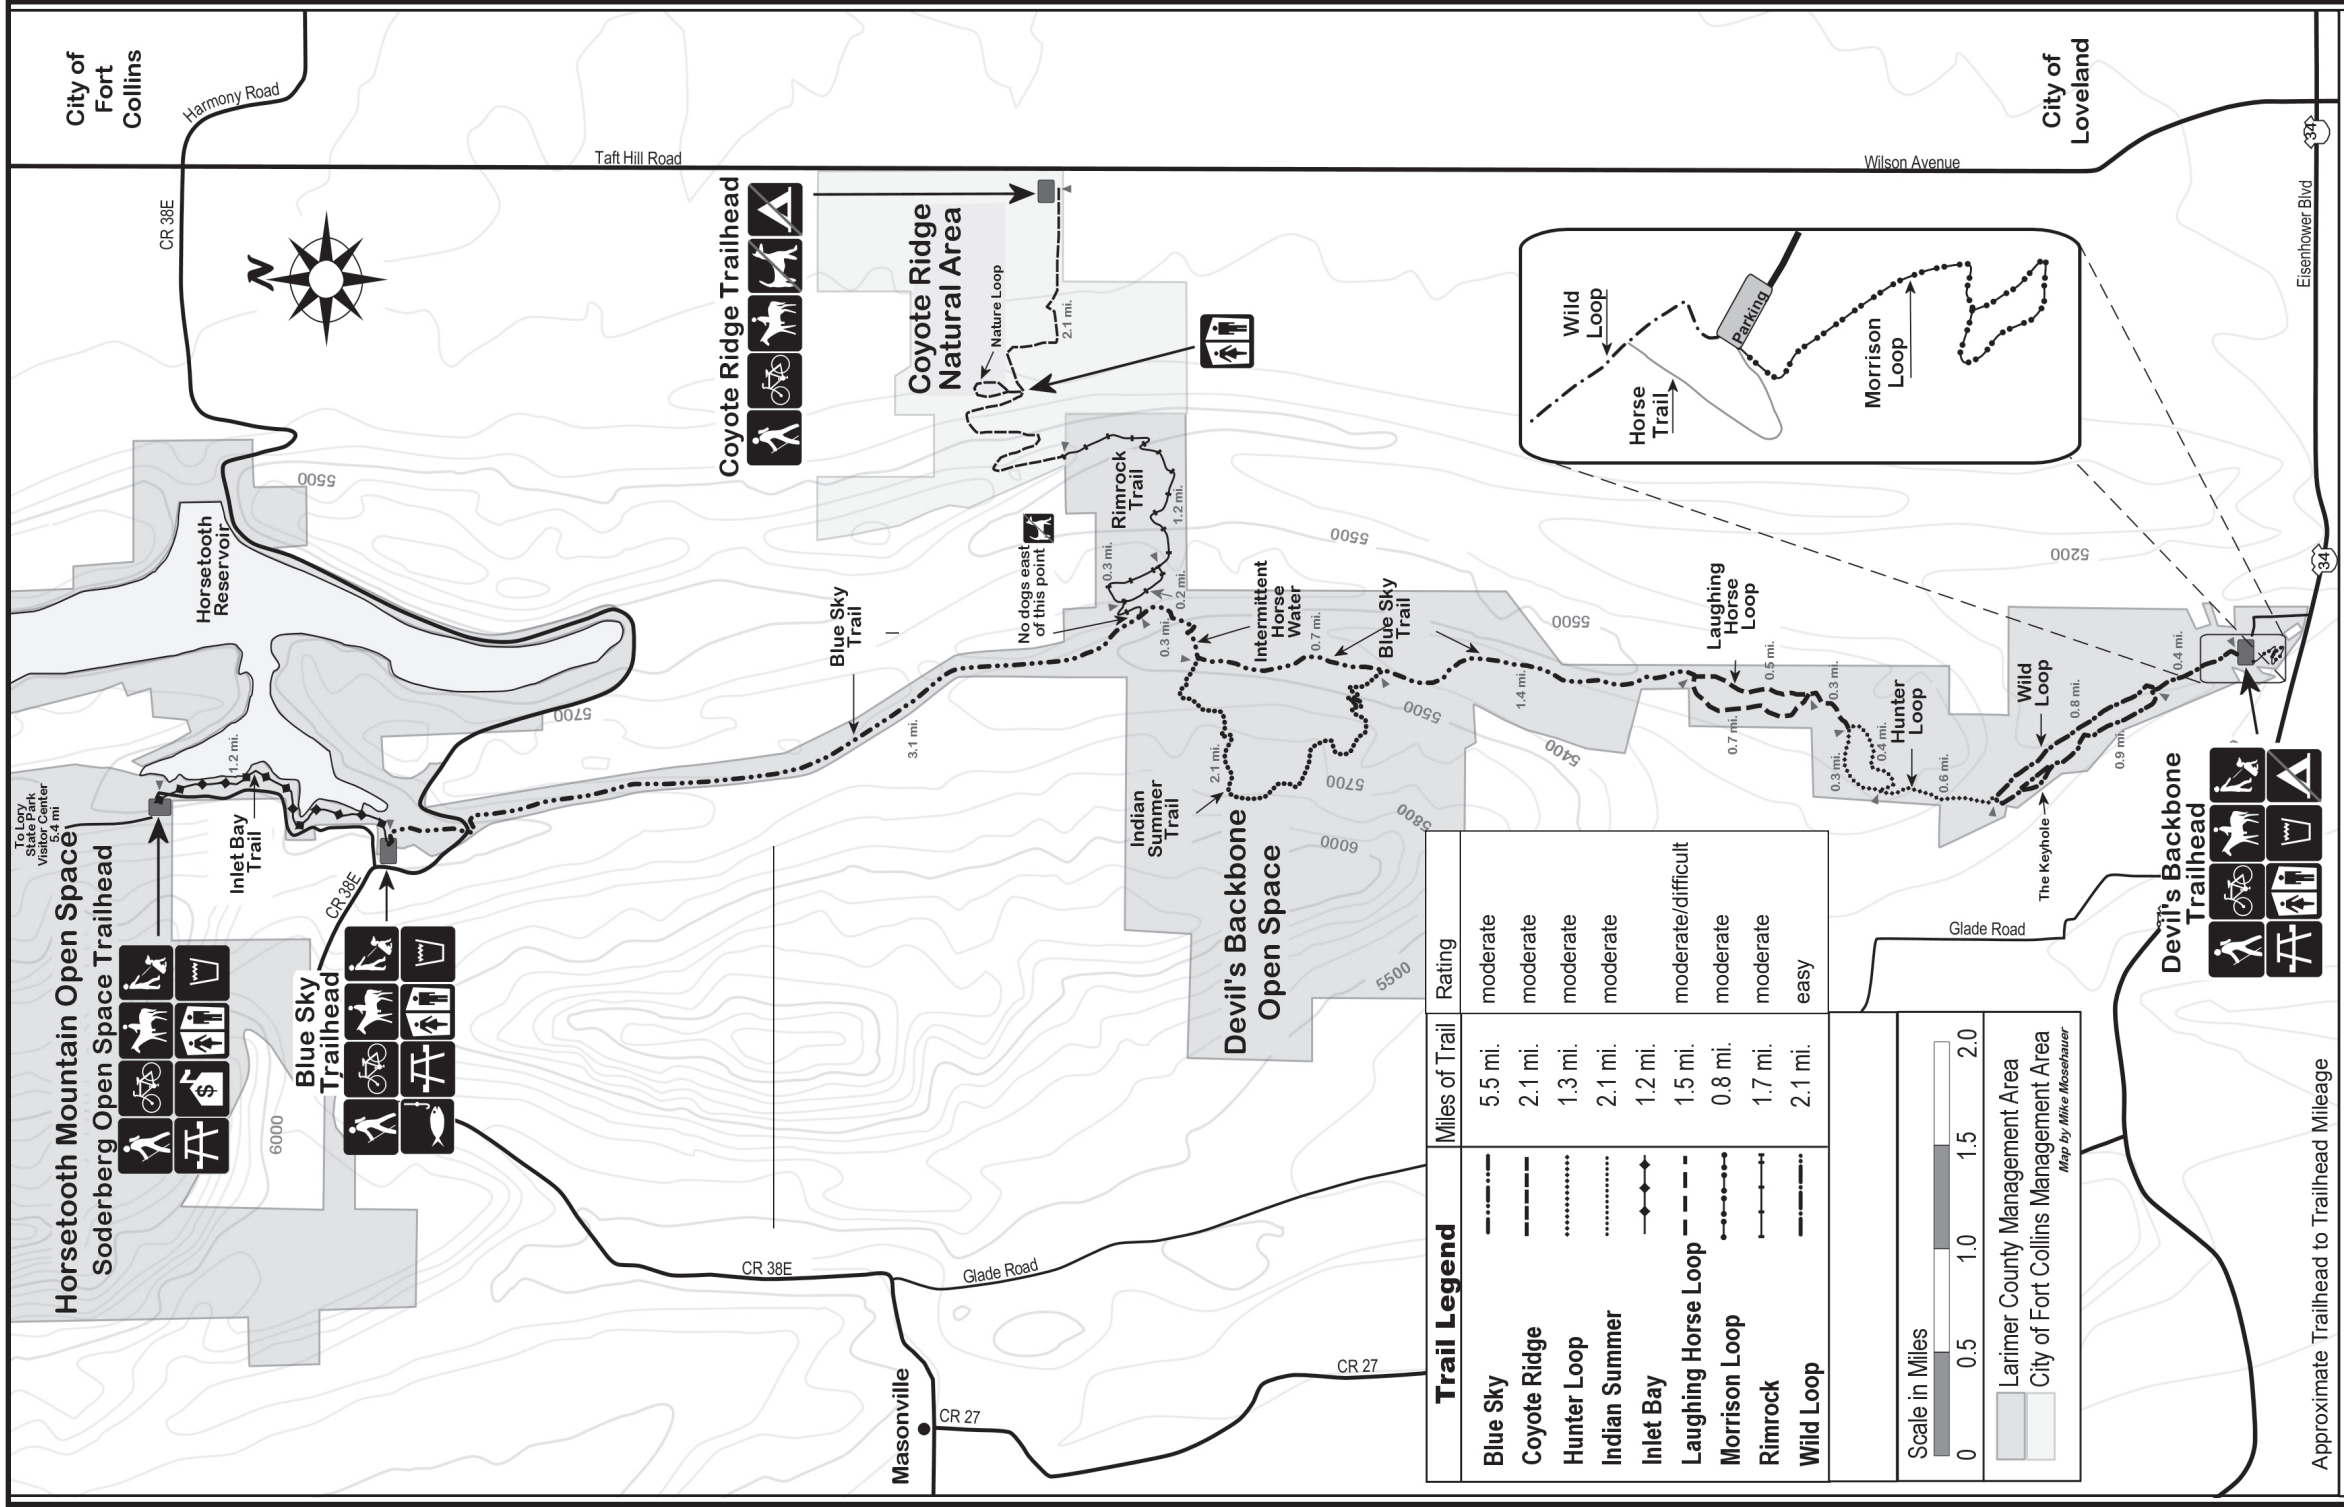 City of
Fort
Collins
Harmony Road
CR 38E
Taft Hill Road
Wilson Avenue
City of
Loveland
34
Eisenhower Blvd
34
N
Coyote Ridge Trailhead
Coyote Ridge
Natural Area
Nature Loop
2.1 mi.
Horsetooth
Reservoir
5500
5700
Rimrock
Trail
1.2 mi.
0.3 mi.
0.2 mi.
0.3 mi.
No dogs east
of this point
Blue Sky
Trail
3.1 mi.
Intermittent
Horse
Water
0.7 mi.
Blue Sky
Trail
1.4 mi.
5500
5500
5200
Laughing
Horse
Loop
0.5 mi.
0.7 mi.
0.3 mi.
Hunter
Loop
0.4 mi.
0.3 mi.
0.6 mi.
Wild
Loop
0.8 mi.
0.9 mi.
0.4 mi.
The Keyhole
Wild
Loop
Horse
Trail
Parking
Morrison
Loop
Indian
Summer
Trail
2.1 mi.
5500
5400
5700
5800
6000
5500
Devil's Backbone
Open Space
To Lory
State Park
Visitor Center
5.4 mi
Horsetooth Mountain Open Space
Soderberg Open Space Trailhead
$
Inlet Bay
Trail
1.2 mi.
CR 38E
Blue Sky
Trailhead
6000
CR 38E
Glade Road
Masonville
CR 27
CR 27
Glade Road
Devil's Backbone
Trailhead
Trail Legend Miles of Trail Rating
Blue Sky 5.5 mi. moderate
Coyote Ridge 2.1 mi. moderate
Hunter Loop 1.3 mi. moderate
Indian Summer 2.1 mi. moderate
Inlet Bay 1.2 mi.
Laughing Horse Loop 1.5 mi. moderate/difficult
Morrison Loop 0.8 mi. moderate
Rimrock 1.7 mi. moderate
Wild Loop 2.1 mi. easy
Scale in Miles
0 0.5 1.0 1.5 2.0
Larimer County Management Area
City of Fort Collins Management Area
Map by Mike Mosehauer
Approximate Trailhead to Trailhead Mileage